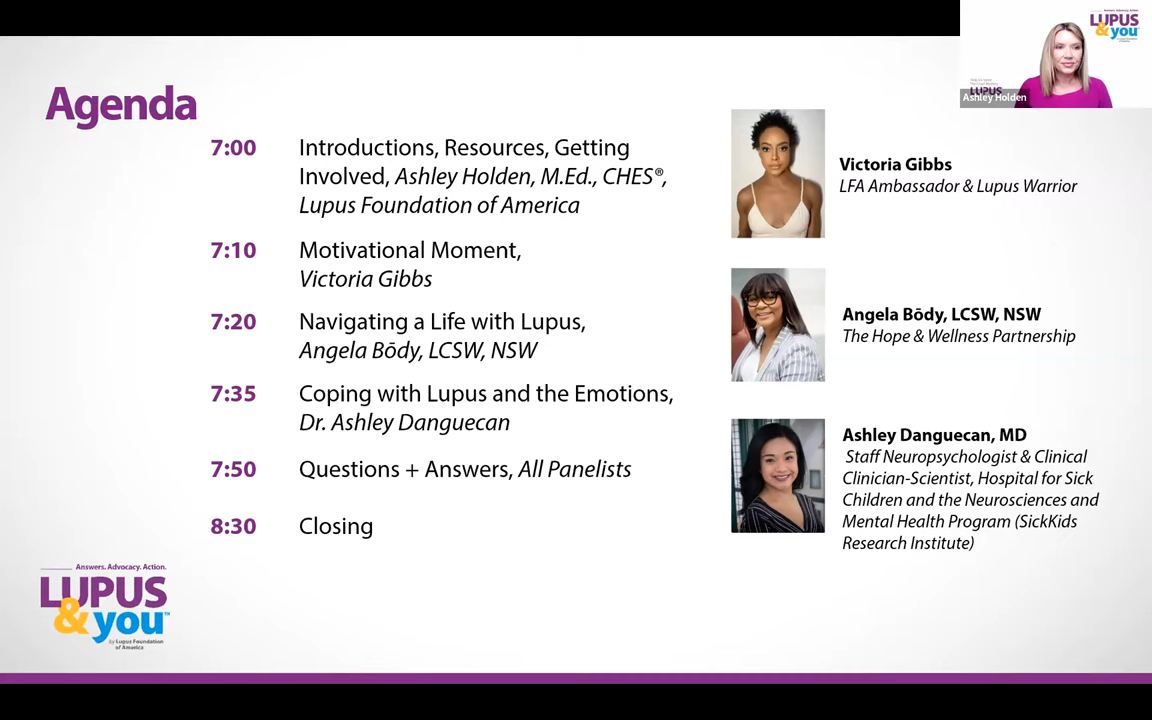 Answers. Advocacy. Action.
LUPUS
&you
Ashley Holden
LUPUS
Agenda
7:00 Introductions, Resources, Getting
Involved, Ashley Holden, M.Ed., CHES®,
Lupus Foundation of America
7:10 Motivational Moment,
Victoria Gibbs
7:20 Navigating a Life with Lupus,
Angela Bōdy, LCSW, NSW
7:35 Coping with Lupus and the Emotions,
Dr. Ashley Danguecan
7:50 Questions + Answers, All Panelists
8:30 Closing
Victoria Gibbs
LFA Ambassador & Lupus Warrior
Angela Bōdy, LCSW, NSW
The Hope & Wellness Partnership
Ashley Danguecan, MD
Staff Neuropsychologist & Clinical
Clinician-Scientist, Hospital for Sick
Children and the Neurosciences and
Mental Health Program (SickKids
Research Institute)
Answers. Advocacy. Action.
LUPUS
&you™
by Lupus Foundation
of America